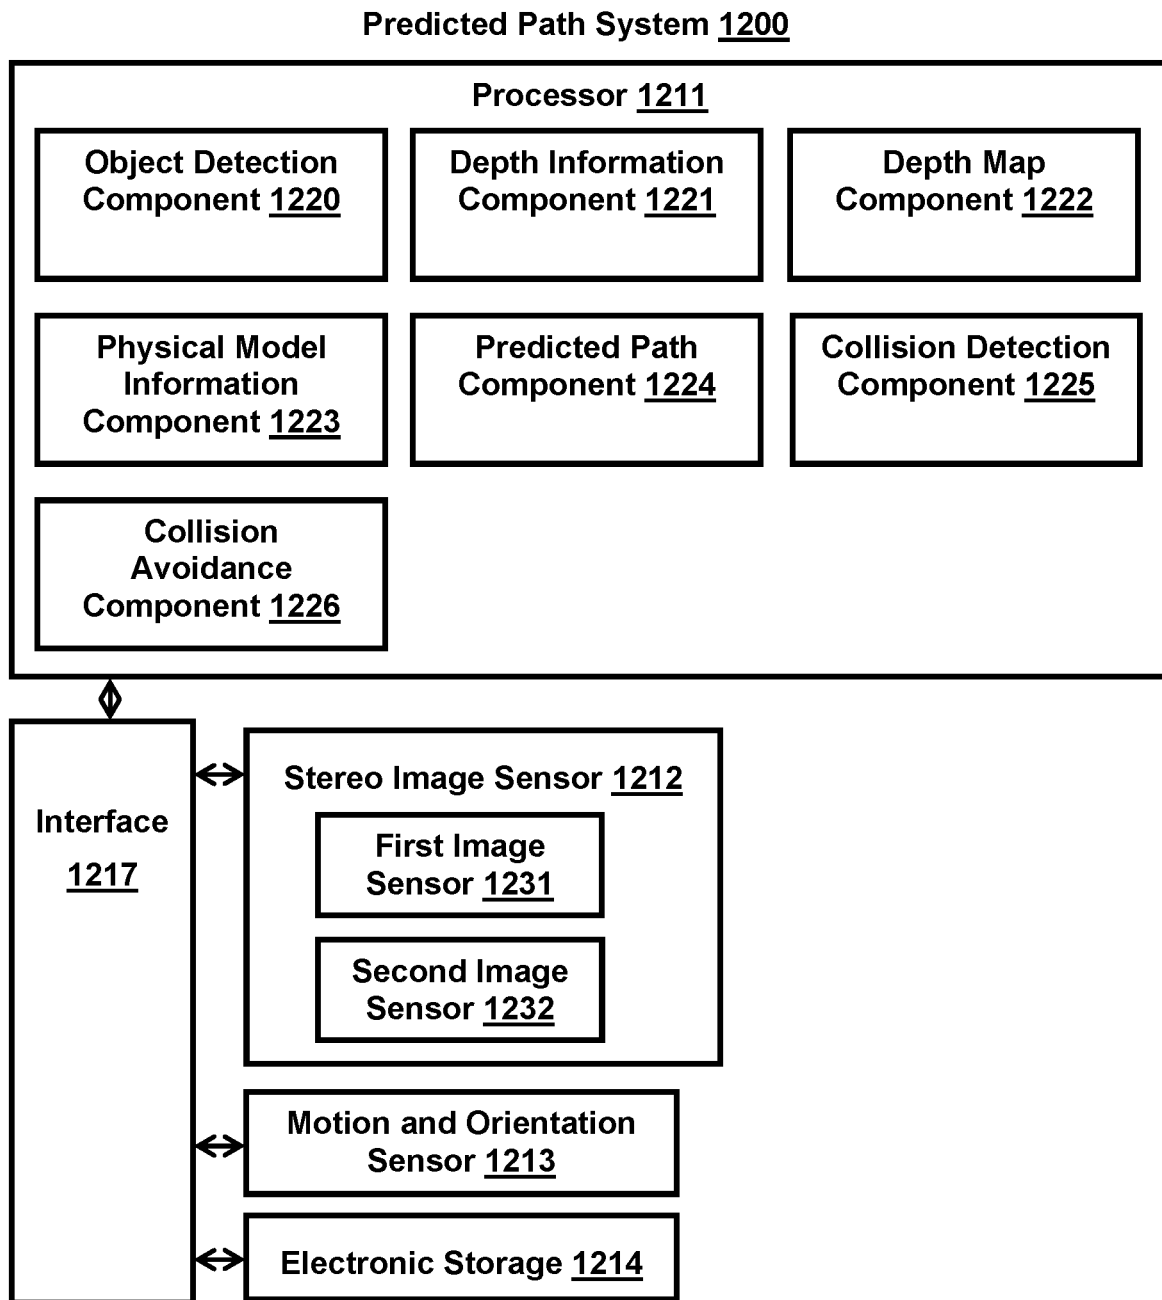 Predicted Path System 1200
Processor 1211
Object Detection
Component 1220
Depth Information
Component 1221
Depth Map
Component 1222
Physical Model
Information
Component 1223
Predicted Path
Component 1224
Collision Detection
Component 1225
Collision
Avoidance
Component 1226
Interface
1217
Stereo Image Sensor 1212
First Image
Sensor 1231
Second Image
Sensor 1232
Motion and Orientation
Sensor 1213
Electronic Storage 1214